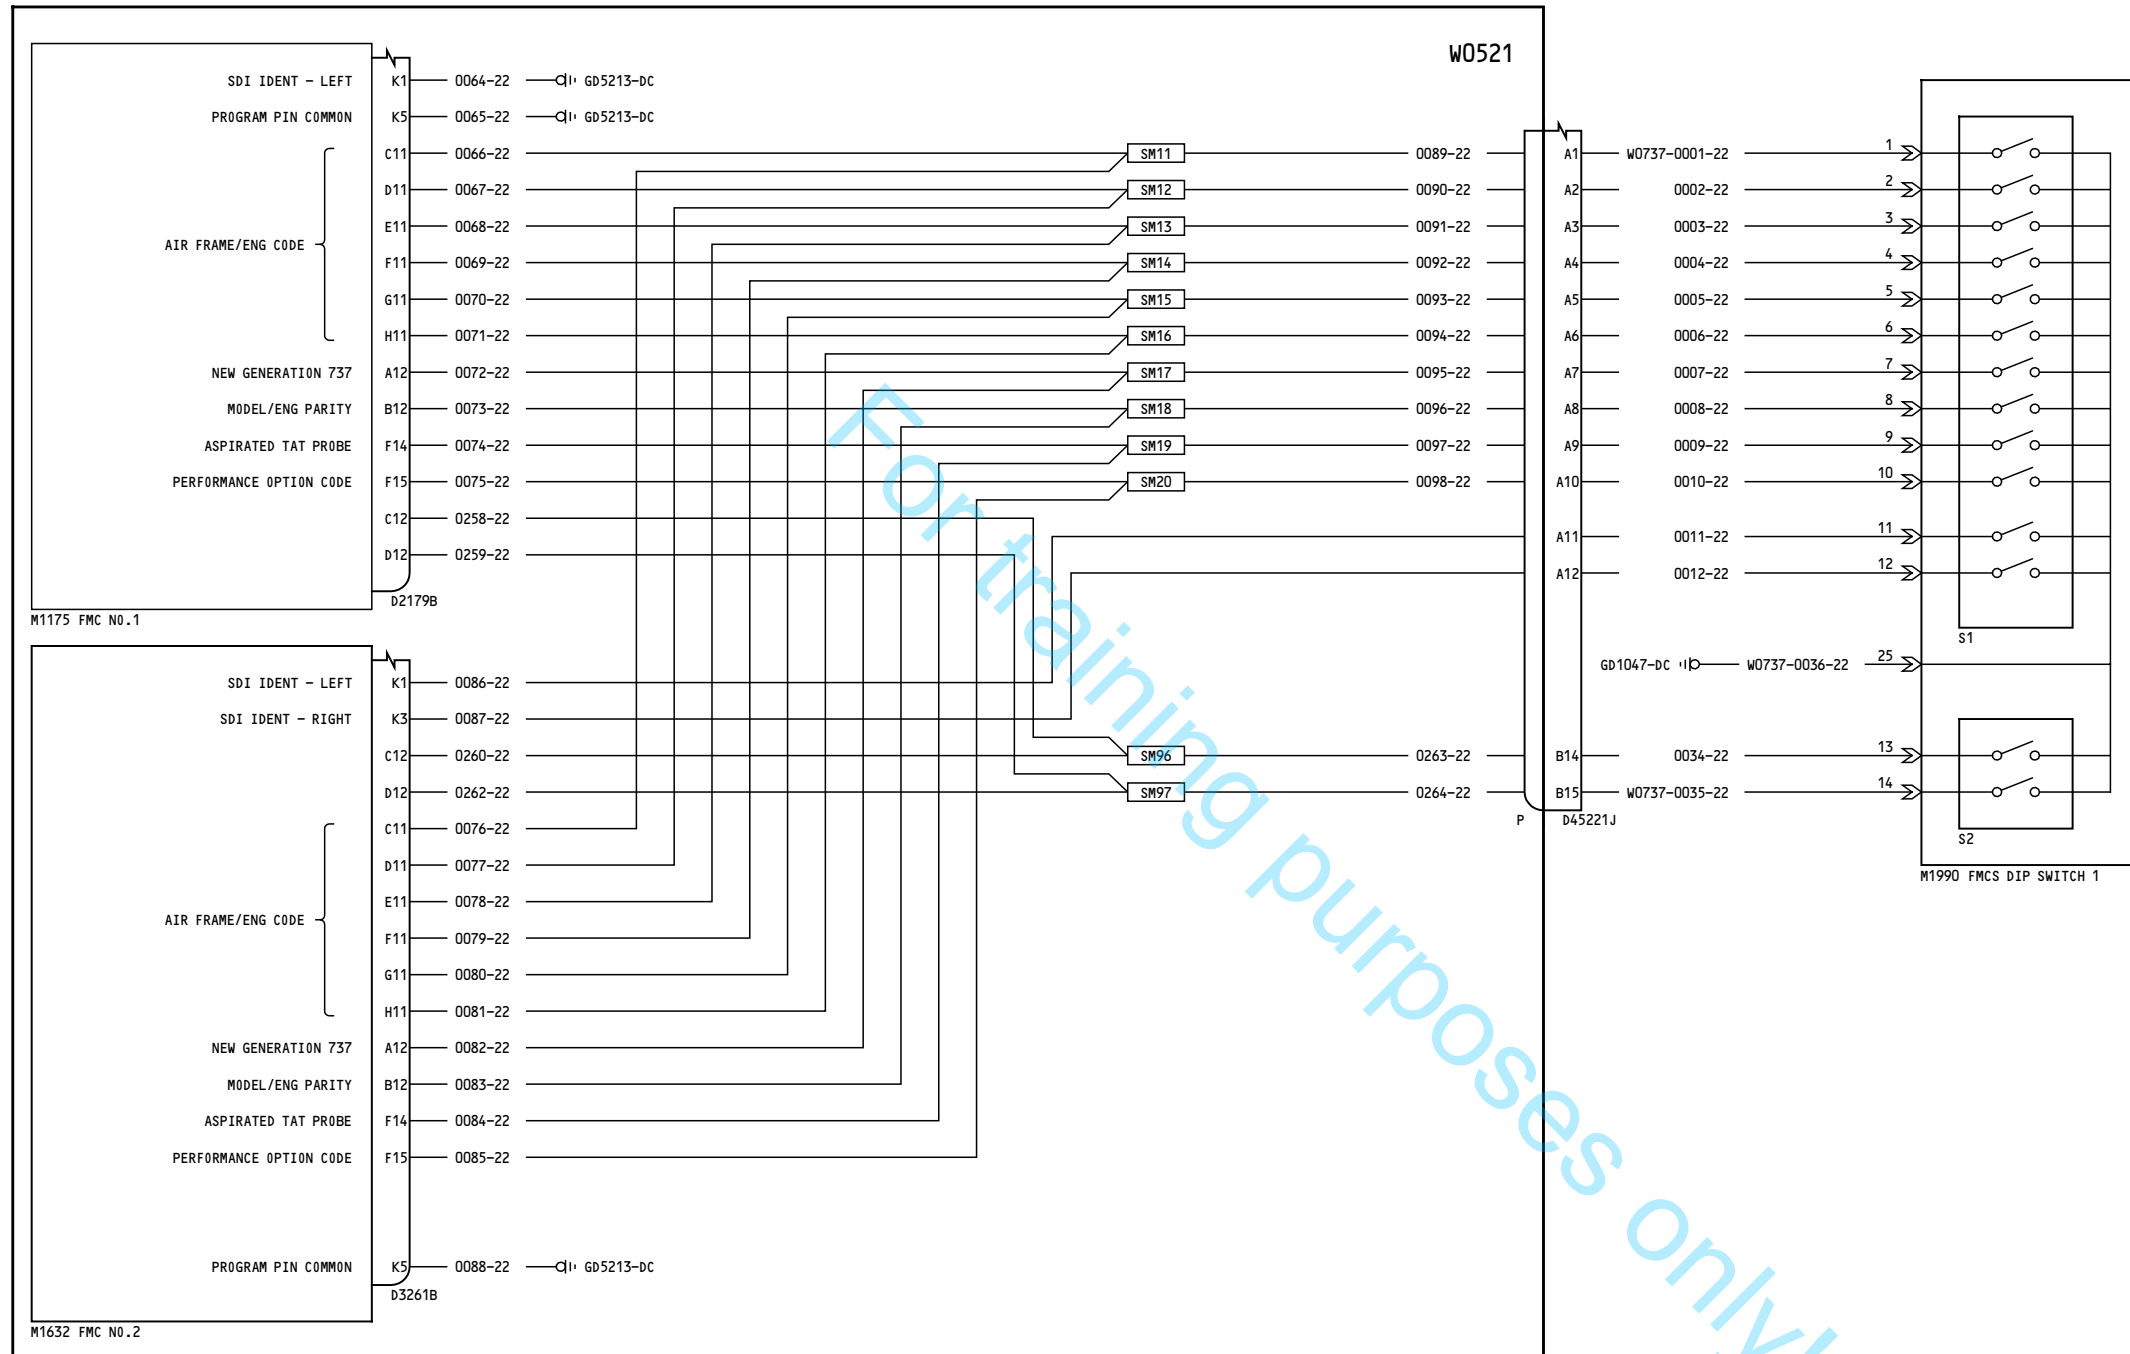 W0521
SDI IDENT – LEFT K1 0064–22 GD5213–DC
PROGRAM PIN COMMON K5 0065–22 GD5213–DC
C11 0066–22 SM11 0089–22 A1 W0737–0001–22 1
D11 0067–22 SM12 0090–22 A2 0002–22 2
E11 0068–22 SM13 0091–22 A3 0003–22 3
AIR FRAME/ENG CODE
F11 0069–22 SM14 0092–22 A4 0004–22 4
G11 0070–22 SM15 0093–22 A5 0005–22 5
H11 0071–22 SM16 0094–22 A6 0006–22 6
NEW GENERATION 737 A12 0072–22 SM17 0095–22 A7 0007–22 7
MODEL/ENG PARITY B12 0073–22 SM18 0096–22 A8 0008–22 8
ASPIRATED TAT PROBE F14 0074–22 SM19 0097–22 A9 0009–22 9
PERFORMANCE OPTION CODE F15 0075–22 SM20 0098–22 A10 0010–22 10
C12 0258–22
A11 0011–22 11
D12 0259–22
A12 0012–22 12
D2179B
M1175 FMC NO.1
S1
GD1047–DC W0737–0036–22 25
SDI IDENT – LEFT K1 0086–22
SDI IDENT – RIGHT K3 0087–22
C12 0260–22 SM96 0263–22 B14 0034–22 13
D12 0262–22 SM97 0264–22 B15 W0737–0035–22 14
P D45221J
S2
M1990 FMCS DIP SWITCH 1
C11 0076–22
D11 0077–22
E11 0078–22
AIR FRAME/ENG CODE
F11 0079–22
G11 0080–22
H11 0081–22
NEW GENERATION 737 A12 0082–22
MODEL/ENG PARITY B12 0083–22
ASPIRATED TAT PROBE F14 0084–22
PERFORMANCE OPTION CODE F15 0085–22
PROGRAM PIN COMMON K5 0088–22 GD5213–DC
D3261B
M1632 FMC NO.2
For training purposes only!